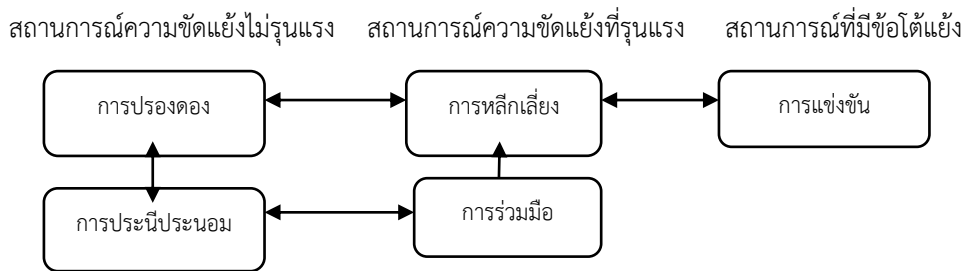 สถานการณ์ความขัดแย้งไม่รุนแรง สถานการณ์ความขัดแย้งที่รุนแรง สถานการณ์ที่มีข้อโต้แย้ง
การปรองดอง การหลีกเลี่ยง การแข่งขัน
การประนีประนอม การร่วมมือ